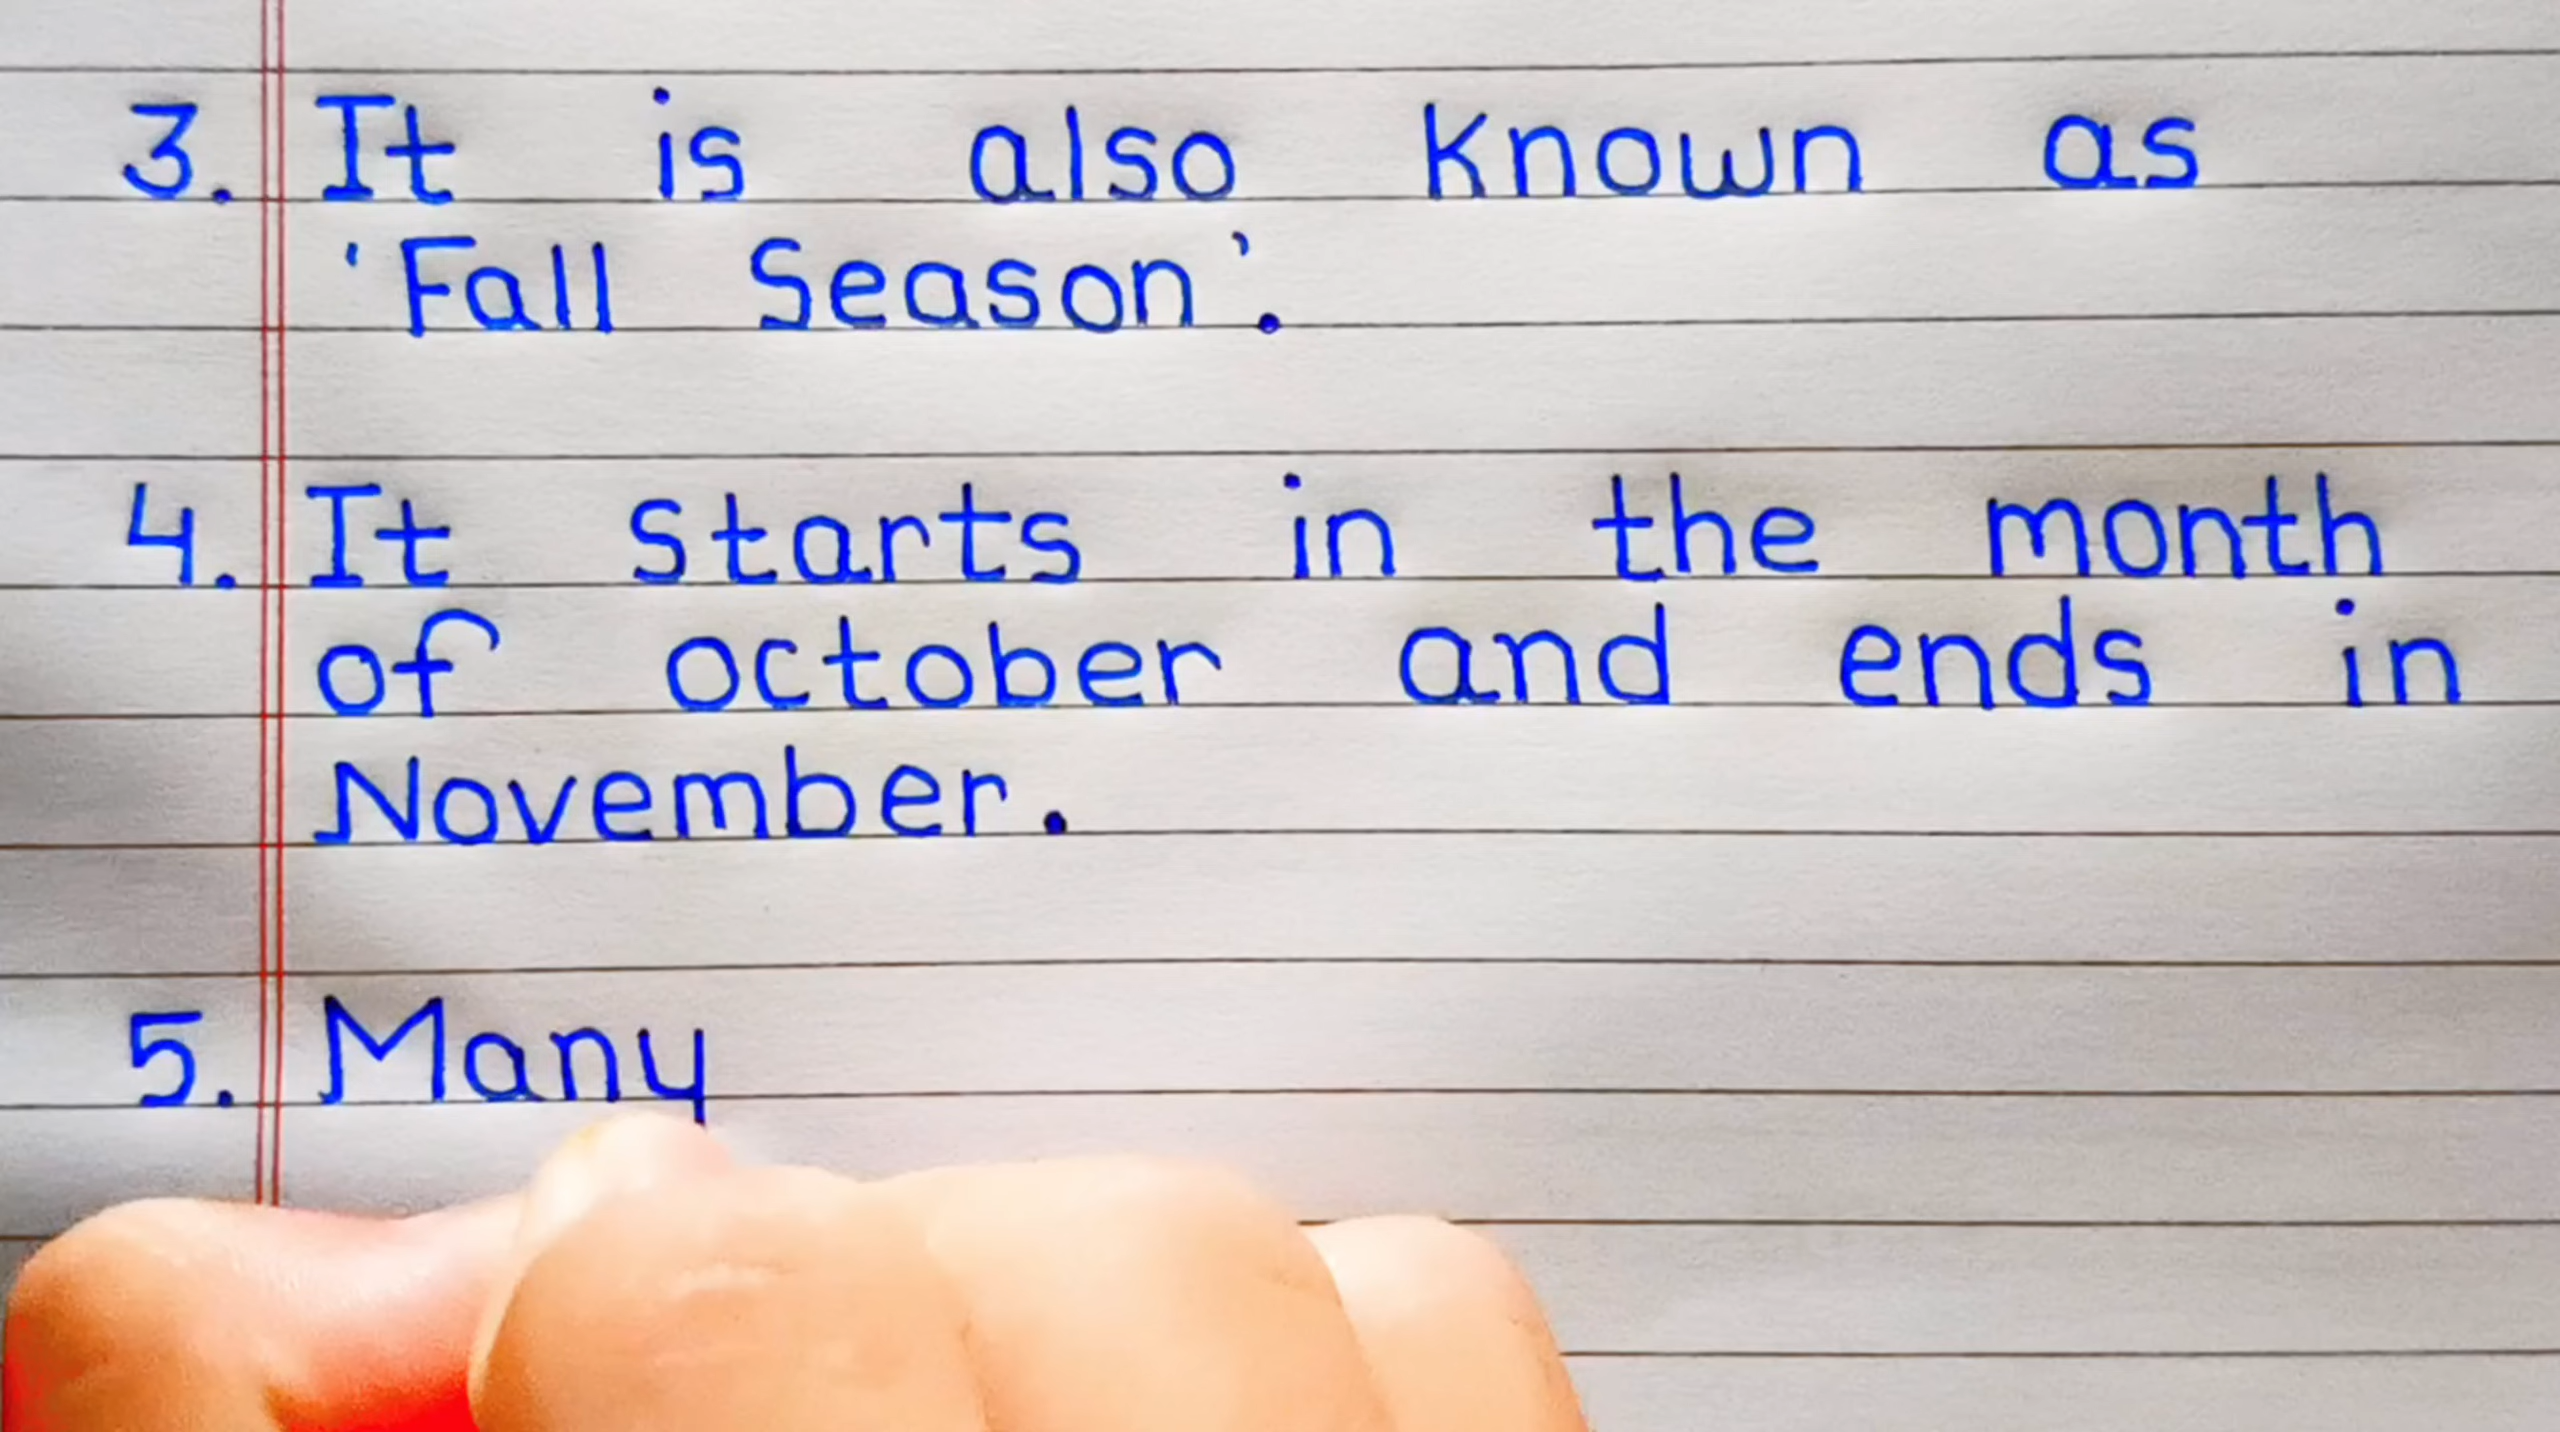 3. It is also known as
'Fall Season'.
4. It starts in the month
of october and ends in
November.
5. Many